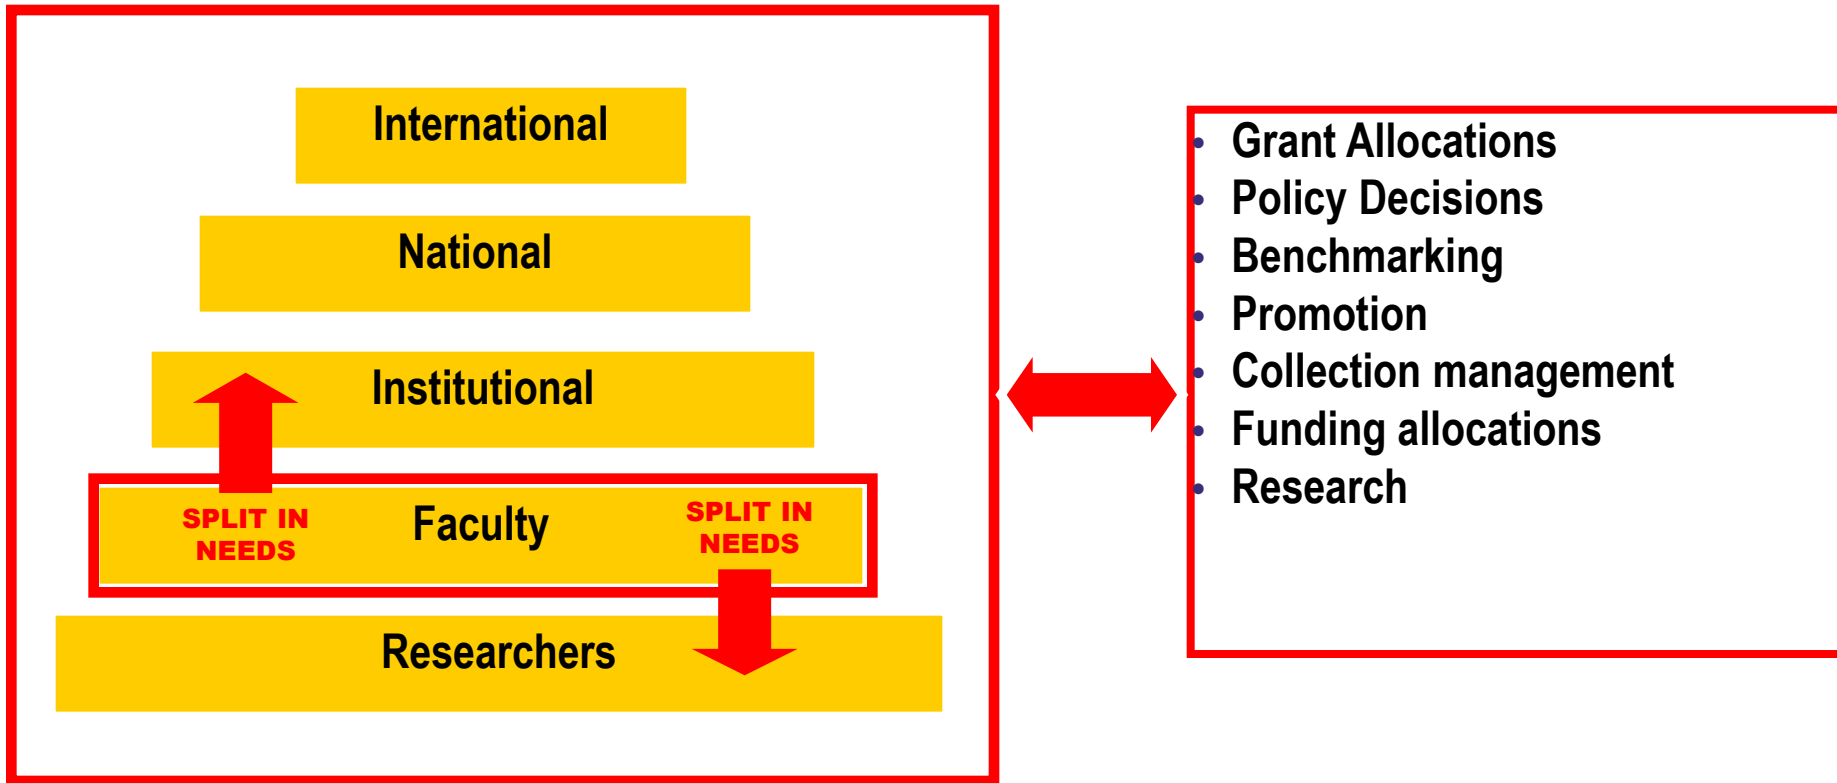 International
National
Institutional
SPLIT IN
NEEDS
Faculty
SPLIT IN
NEEDS
Researchers
• Grant Allocations
• Policy Decisions
• Benchmarking
• Promotion
• Collection management
• Funding allocations
• Research